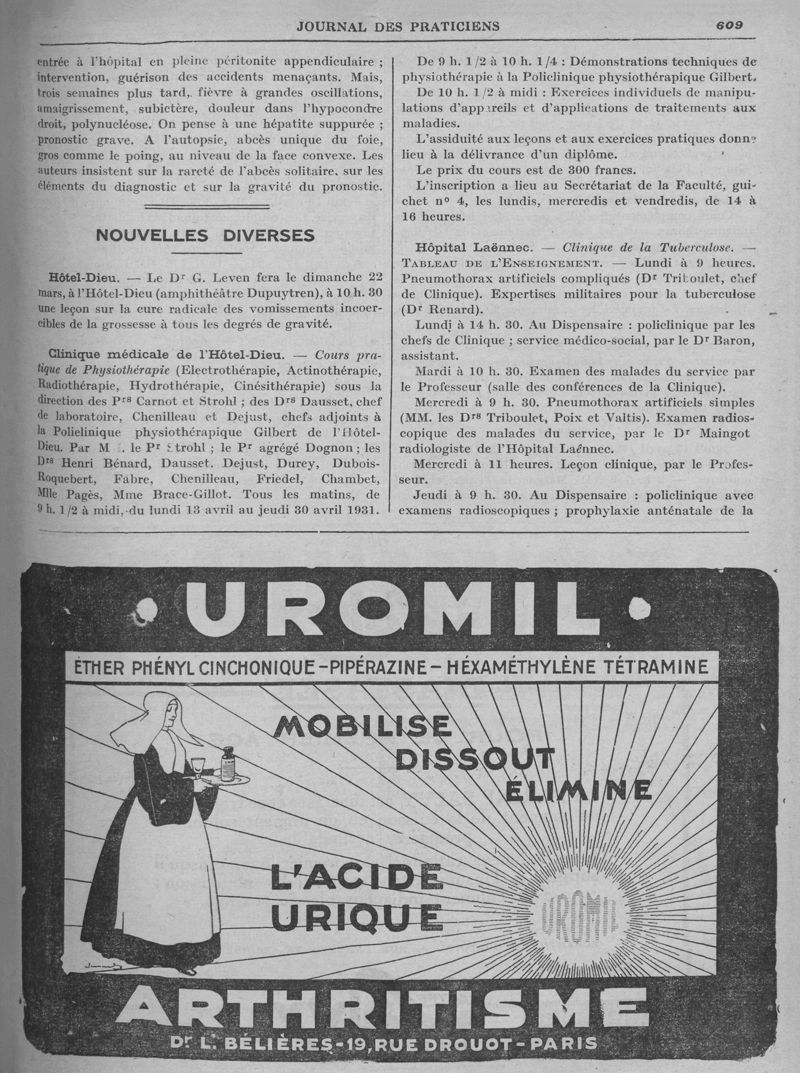 JOURNAL DES PRATICIENS 609
entrée à l'hôpital en pleine péritonite appendiculaire ;
intervention, guérison des accidents menaçants. Mais,
trois semaines plus tard, fièvre à grandes oscillations,
amaigrissement, subictère, douleur dans l'hypocondre
droit, polynucléose. On pense à une hépatite suppurée ;
pronostic grave. A l'autopsie, abcès unique du foie,
gros comme le poing, au niveau de la face convexe. Les
auteurs insistent sur la rareté de l'abcès solitaire, sur les
éléments du diagnostic et sur la gravité du pronostic.
NOUVELLES DIVERSES
Hôtel-Dieu. — Le Dr G. Leven fera le dimanche 22
mars, à l'Hôtel-Dieu (amphithéâtre Dupuytren), à 10 h. 30
une leçon sur la cure radicale des vomissements incoer-
cibles de la grossesse à tous les degrés de gravité.
Clinique médicale de l'Hôtel-Dieu. — Cours pra-
tique de Physiothérapie (Electrothérapie, Actinothérapie,
Radiothérapie, Hydrothérapie, Cinésithérapie) sous la
direction des Prs Carnot et Strohl ; des Drs Dausset, chef
de laboratoire, Chenilleau et Dejust, chefs adjoints à
la Policlinique physiothérapique Gilbert de l'Hôtel-
Dieu. Par M . le Pr Strohl ; le Pr agrégé Dognon ; les
Drs Henri Bénard, Dausset. Dejust, Durey, Dubois-
Roquebert, Fabre, Chenilleau, Friedel, Chambet,
Mlle Pagès, Mme Brace-Gillot. Tous les matins, de
9 h. 1/2 à midi, du lundi 13 avril au jeudi 30 avril 1931.
De 9 h. 1/2 à 10 h. 1/4 : Démonstrations techniques de
physiothérapie à la Policlinique physiothérapique Gilbert.
De 10 h. 1/2 à midi : Exercices individuels de manipu-
lations d'appareils et d'applications de traitements aux
maladies.
L'assiduité aux leçons et aux exercices pratiques donne
lieu à la délivrance d'un diplôme.
Le prix du cours est de 300 francs.
L'inscription a lieu au Secrétariat de la Faculté, gui-
chet no 4, les lundis, mercredis et vendredis, de 14 à
16 heures.
Hôpital Laënnec. — Clinique de la Tuberculose. —
TABLEAU DE L'ENSEIGNEMENT. — Lundi à 9 heures.
Pneumothorax artificiels compliqués (Dr Triboulet, chef
de Clinique). Expertises militaires pour la tuberculose
(Dr Renard).
Lundi à 14 h. 30. Au Dispensaire : policlinique par les
chefs de Clinique ; service médico-social, par le Dr Baron,
assistant.
Mardi à 10 h. 30. Examen des malades du service par
le Professeur (salle des conférences de la Clinique).
Mercredi à 9 h. 30. Pneumothorax artificiels simples
(MM. les Drs Triboulet, Poix et Valtis). Examen radios-
copique des malades du service, par le Dr Maingot
radiologiste de l'Hôpital Laënnec.
Mercredi à 11 heures. Leçon clinique, par le Profes-
seur.
Jeudi à 9 h. 30. Au Dispensaire : policlinique avec
examens radioscopiques ; prophylaxie anténatale de la
UROMIL
ÉTHER PHÉNYL CINCHONIQUE-PIPÉRAZINE-HÉXAMÉTHYLÈNE TÉTRAMINE
MOBILISE
DISSOUT
ÉLIMINE
L'ACIDE
URIQUE
UROMIL
ARTHRITISME
Dr L. BÉLIÈRES-19, RUE DROUOT-PARIS